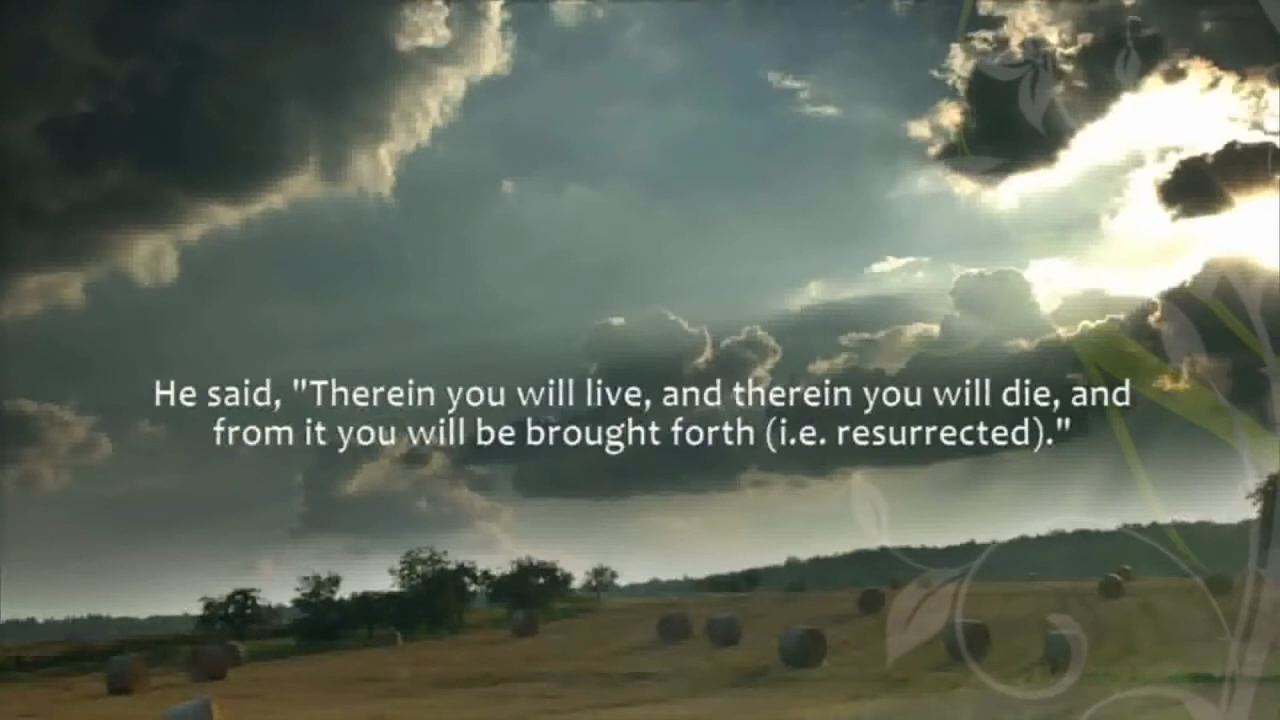 He said, "Therein you will live, and therein you will die, and
from it you will be brought forth (i.e. resurrected)."